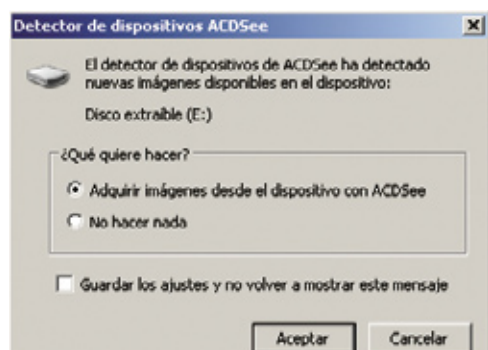 Detector de dispositivos ACDSee
El detector de dispositivos de ACDSee ha detectado
nuevas imágenes disponibles en el dispositivo:
Disco extraíble (E:)
¿Qué quiere hacer?
Adquirir imágenes desde el dispositivo con ACDSee
No hacer nada
Guardar los ajustes y no volver a mostrar este mensaje
Aceptar Cancelar